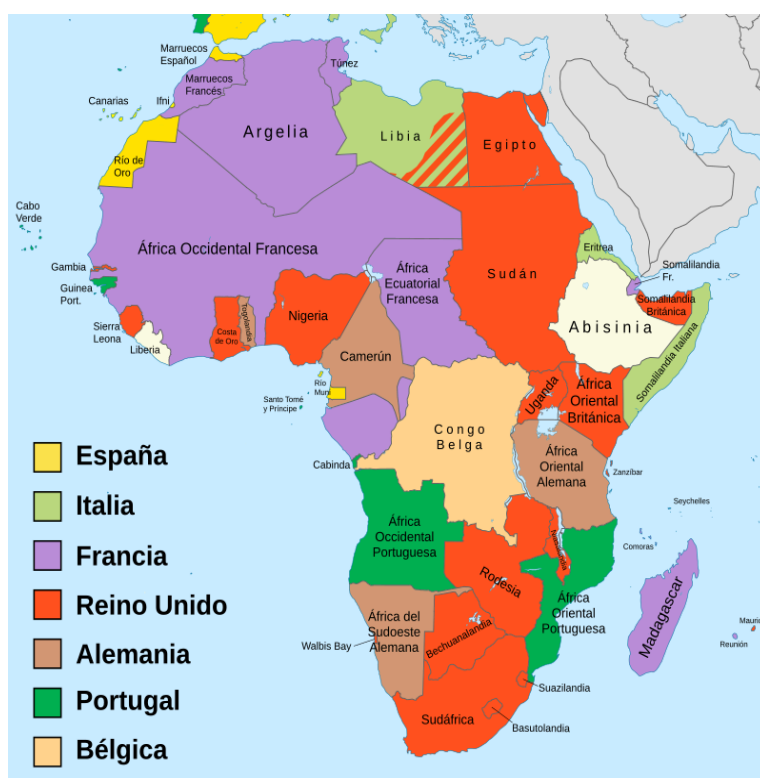 Marruecos
Español
Marruecos
Francés
Túnez
Canarias
Ifni
Argelia
Libia
Egipto
Río de
Oro
Cabo
Verde
África Occidental Francesa
África
Ecuatorial
Francesa
Sudán
Eritrea
Somalilandia
Fr.
Gambia
Guinea
Port.
Somalilandia
Británica
Sierra
Leona
Liberia
Costa
de Oro
Togolandia
Nigeria
Abisinia
Somalilandia Italiana
Camerún
Río
Muni
Santo Tomé
y Príncipe
Uganda
África
Oriental
Británica
Congo
Belga
Cabinda
África
Oriental
Alemana
Zanzíbar
Seychelles
África
Occidental
Portuguesa
Comoras
Rodesia
África
Oriental
Portuguesa
Madagascar
Reunión
África del
Sudoeste
Alemana
Walbis Bay
Bechuanalandia
Suazilandia
Sudáfrica
Basutolandia
España
Italia
Francia
Reino Unido
Alemania
Portugal
Bélgica